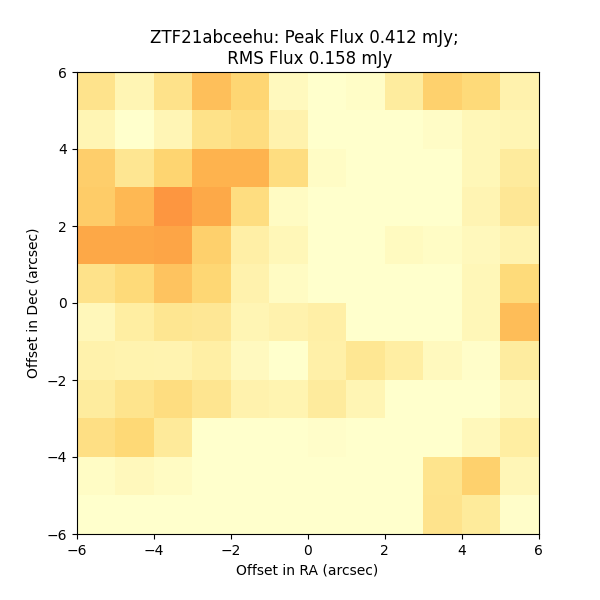 ZTF21abceehu: Peak Flux 0.412 mJy;
RMS Flux 0.158 mJy
6
4
2
0
−2
−4
−6
Offset in Dec (arcsec)
−6 −4 −2 0 2 4 6
Offset in RA (arcsec)